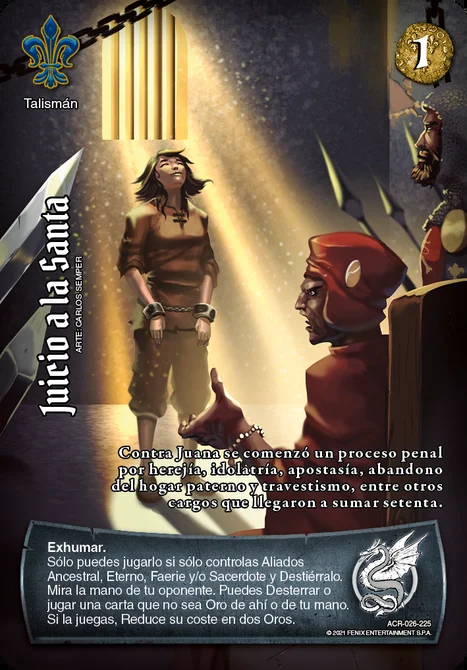 1
Talismán
Juicio a la Santa
ARTE: CARLOS SEMPER
Contra Juana se comenzó un proceso penal
por herejía, idolatría, apostasía, abandono
del hogar paterno y travestismo, entre otros
cargos que llegaron a sumar setenta.
Exhumar.
Sólo puedes jugarlo si sólo controlas Aliados
Ancestral, Eterno, Faerie y/o Sacerdote y Destiérralo.
Mira la mano de tu oponente. Puedes Desterrar o
jugar una carta que no sea Oro de ahí o de tu mano.
Si la juegas, Reduce su coste en dos Oros.
ACR-026-225
© 2021 FENIX ENTERTAINMENT S.P.A.